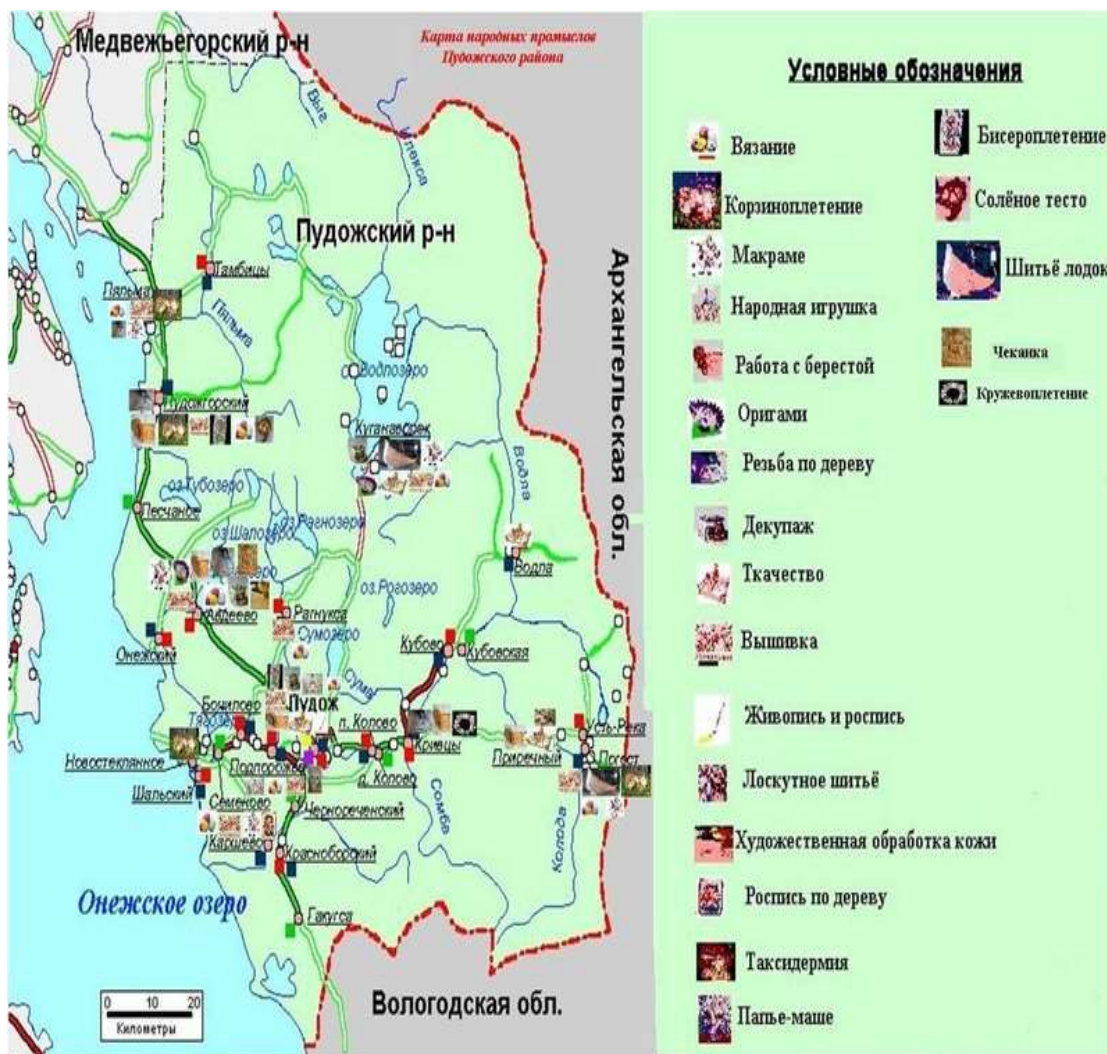 Медвежьегорский р-н
Карта народных промыслов
Пудожского района
Выг
Илекса
Пудожский р-н
Архангельская обл.
Тамбицы
Пяльма
Пяльма
оз.Водлозеро
Пудожгорский
Куганаволок
Водла
оз.Тубозеро
Песчаное
оз.Рагнозеро
оз.Шалозеро
Водла
оз.Рогозеро
Авдеево
Рагнукса
Сумозеро
Онежский
Кубово
Кубовская
Сума
Бочилово
Пудож
п. Колово
Кривцы
Усть-Река
Новостеклянное
Подпорожье
Приречный
Погост
д. Колово
Шальский
Семеново
Чернореченский
Сомба
Колода
Каршево
Красноборский
Онежское озеро
Гакугса
0 10 20
Километры
Вологодская обл.
Условные обозначения
Вязание
Корзиноплетение
Макраме
Народная игрушка
Работа с берестой
Оригами
Резьба по дереву
Декупаж
Ткачество
Вышивка
Живопись и роспись
Лоскутное шитьё
Художественная обработка кожи
Роспись по дереву
Таксидермия
Папье-маше
Бисероплетение
Солёное тесто
Шитьё лодок
Чеканка
Кружевоплетение